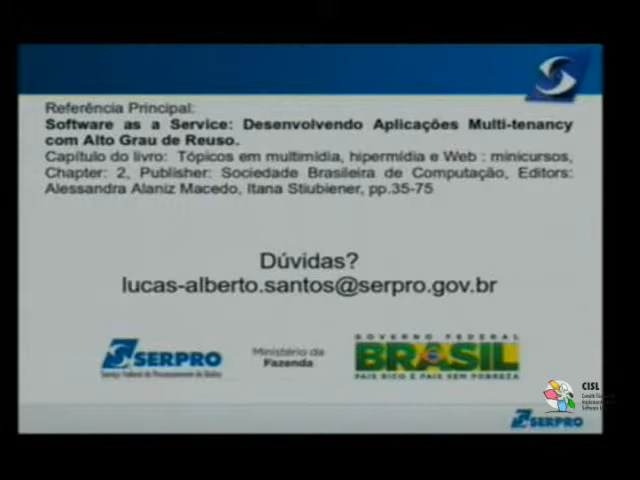 Referência Principal:
Software as a Service: Desenvolvendo Aplicações Multi-tenancy
com Alto Grau de Reuso.
Capítulo do livro: Tópicos em multimídia, hipermídia e Web : minicursos,
Chapter: 2, Publisher: Sociedade Brasileira de Computação, Editors:
Alessandra Alaniz Macedo, Itana Stiubiener, pp.35-75
Dúvidas?
lucas-alberto.santos@serpro.gov.br
SERPRO
Ministério da
Fazenda
GOVERNO FEDERAL
BRASIL
PAÍS RICO É PAÍS SEM POBREZA
CISL
SERPRO